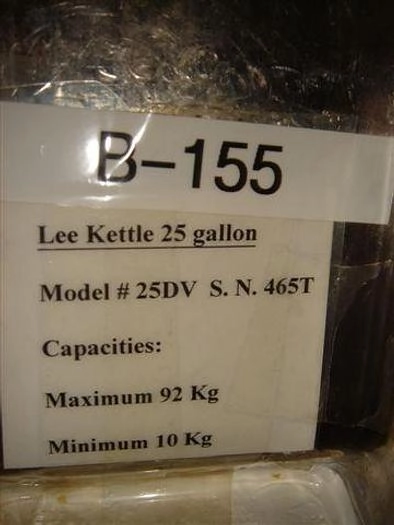 B-155
Lee Kettle 25 gallon
Model # 25DV S. N. 465T
Capacities:
Maximum 92 Kg
Minimum 10 Kg